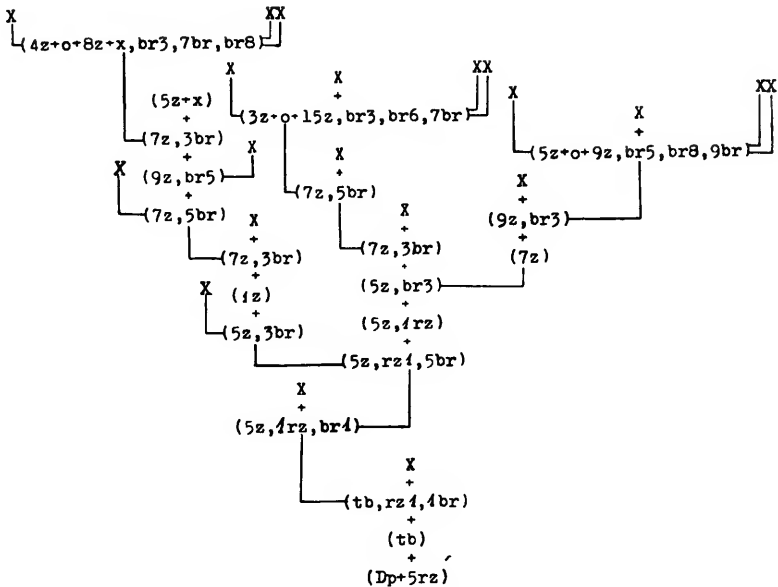 X XX
(4z+o+8z+x,br3,7br,br8)
X X XX
(5z+x) + X XX
+ (3z+o+15z,br3,br6,7br) X
(7z,3br) +
+ X X (5z+o+9z,br5,br8,9br)
X (9z,br5) + X
+ (7z,5br) X +
(7z,5br) X + (9z,br3)
+ +
(7z,3br) (7z,3br) (7z)
+ +
X (1z) (5z,br3)
+ +
(5z,3br) (5z,1rz)
+
(5z,rz1,5br)
X
+
(5z,1rz,br1)
X
+
(tb,rz1,1br)
+
(tb)
+
(Dp+5rz)